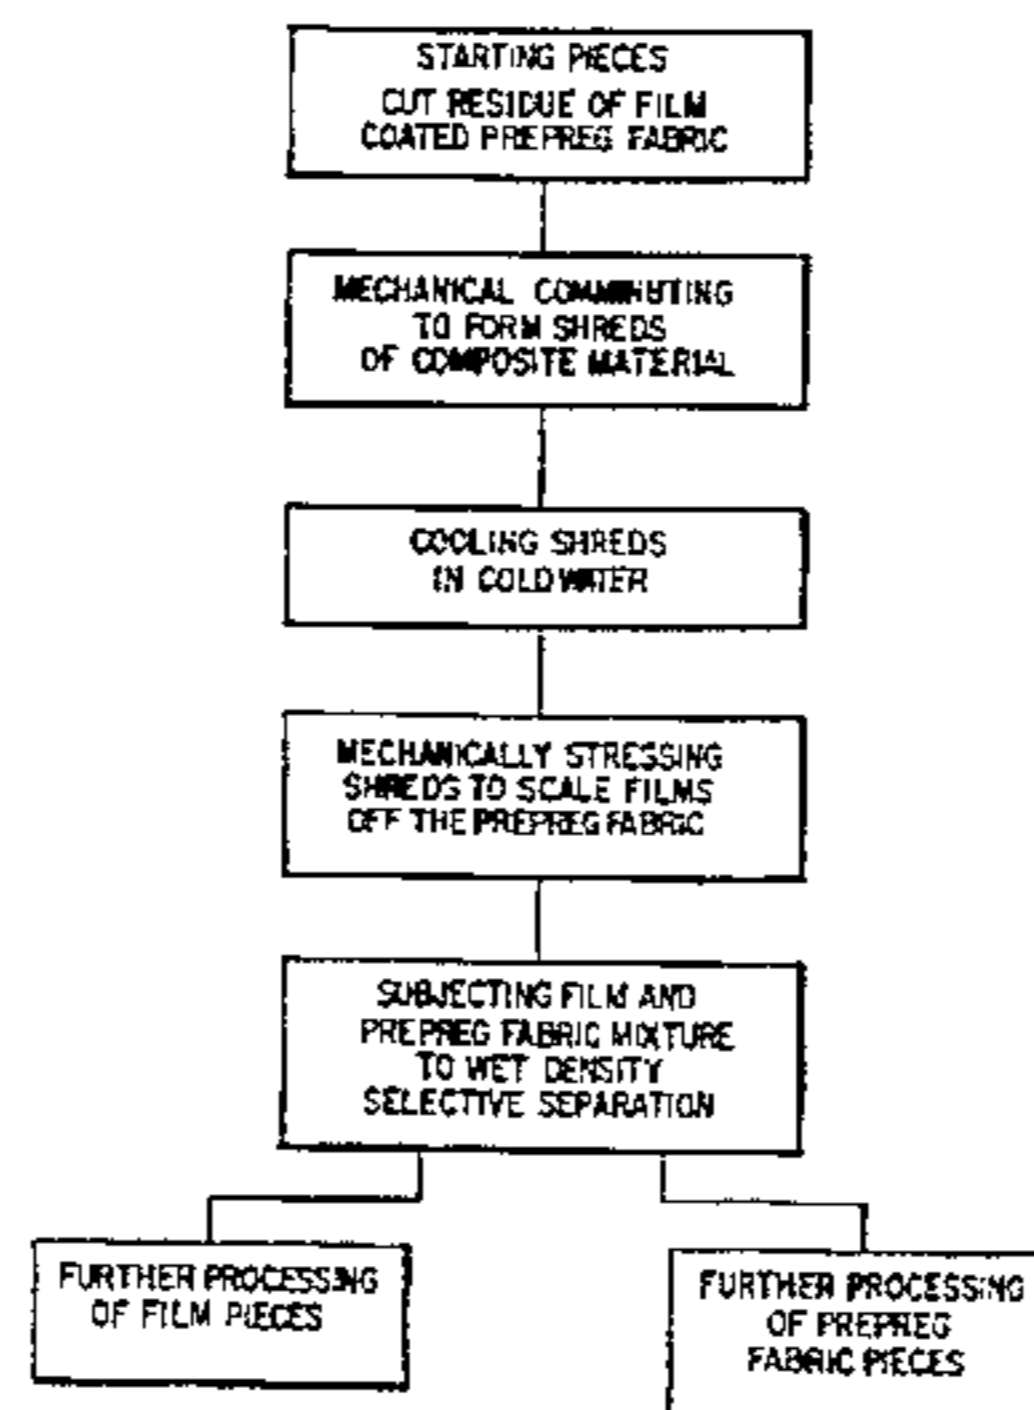 STARTING PIECES
CUT RESIDUE OF FILM
COATED PREPREG FABRIC
MECHANICAL COMMINUTING
TO FORM SHREDS
OF COMPOSITE MATERIAL
COOLING SHREDS
IN COLD WATER
MECHANICALLY STRESSING
SHREDS TO SCALE FILMS
OFF THE PREPREG FABRIC
SUBJECTING FILM AND
PREPREG FABRIC MIXTURE
TO WET DENSITY
SELECTIVE SEPARATION
FURTHER PROCESSING
OF FILM PIECES
FURTHER PROCESSING
OF PREPREG
FABRIC PIECES